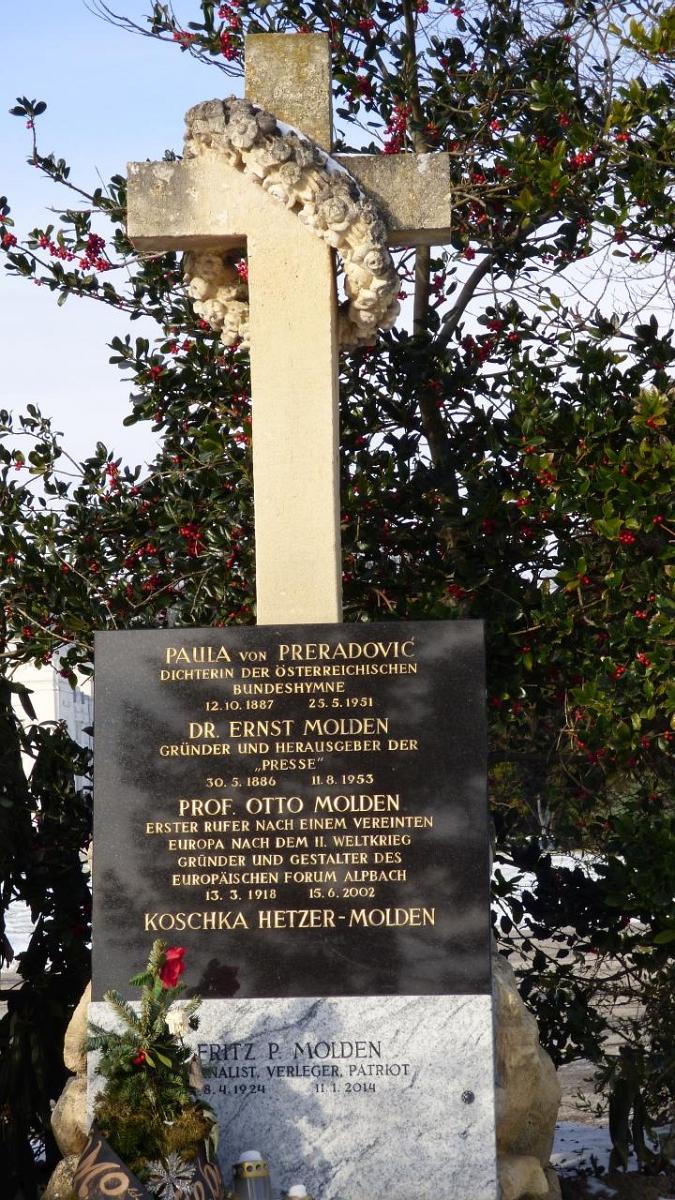 PAULA VON PRERADOVIĆ
DICHTERIN DER ÖSTERREICHISCHEN
BUNDESHYMNE
12.10.1887 25.5.1951
DR. ERNST MOLDEN
GRÜNDER UND HERAUSGEBER DER
„PRESSE"
30.5.1886 11.8.1953
PROF. OTTO MOLDEN
ERSTER RUFER NACH EINEM VEREINTEN
EUROPA NACH DEM II. WELTKRIEG
GRÜNDER UND GESTALTER DES
EUROPÄISCHEN FORUM ALPBACH
13.3.1918 15.6.2002
KOSCHKA HETZER-MOLDEN
FRITZ P. MOLDEN
VERLEGER, PATRIOT
8.4.1924 11.1.2014